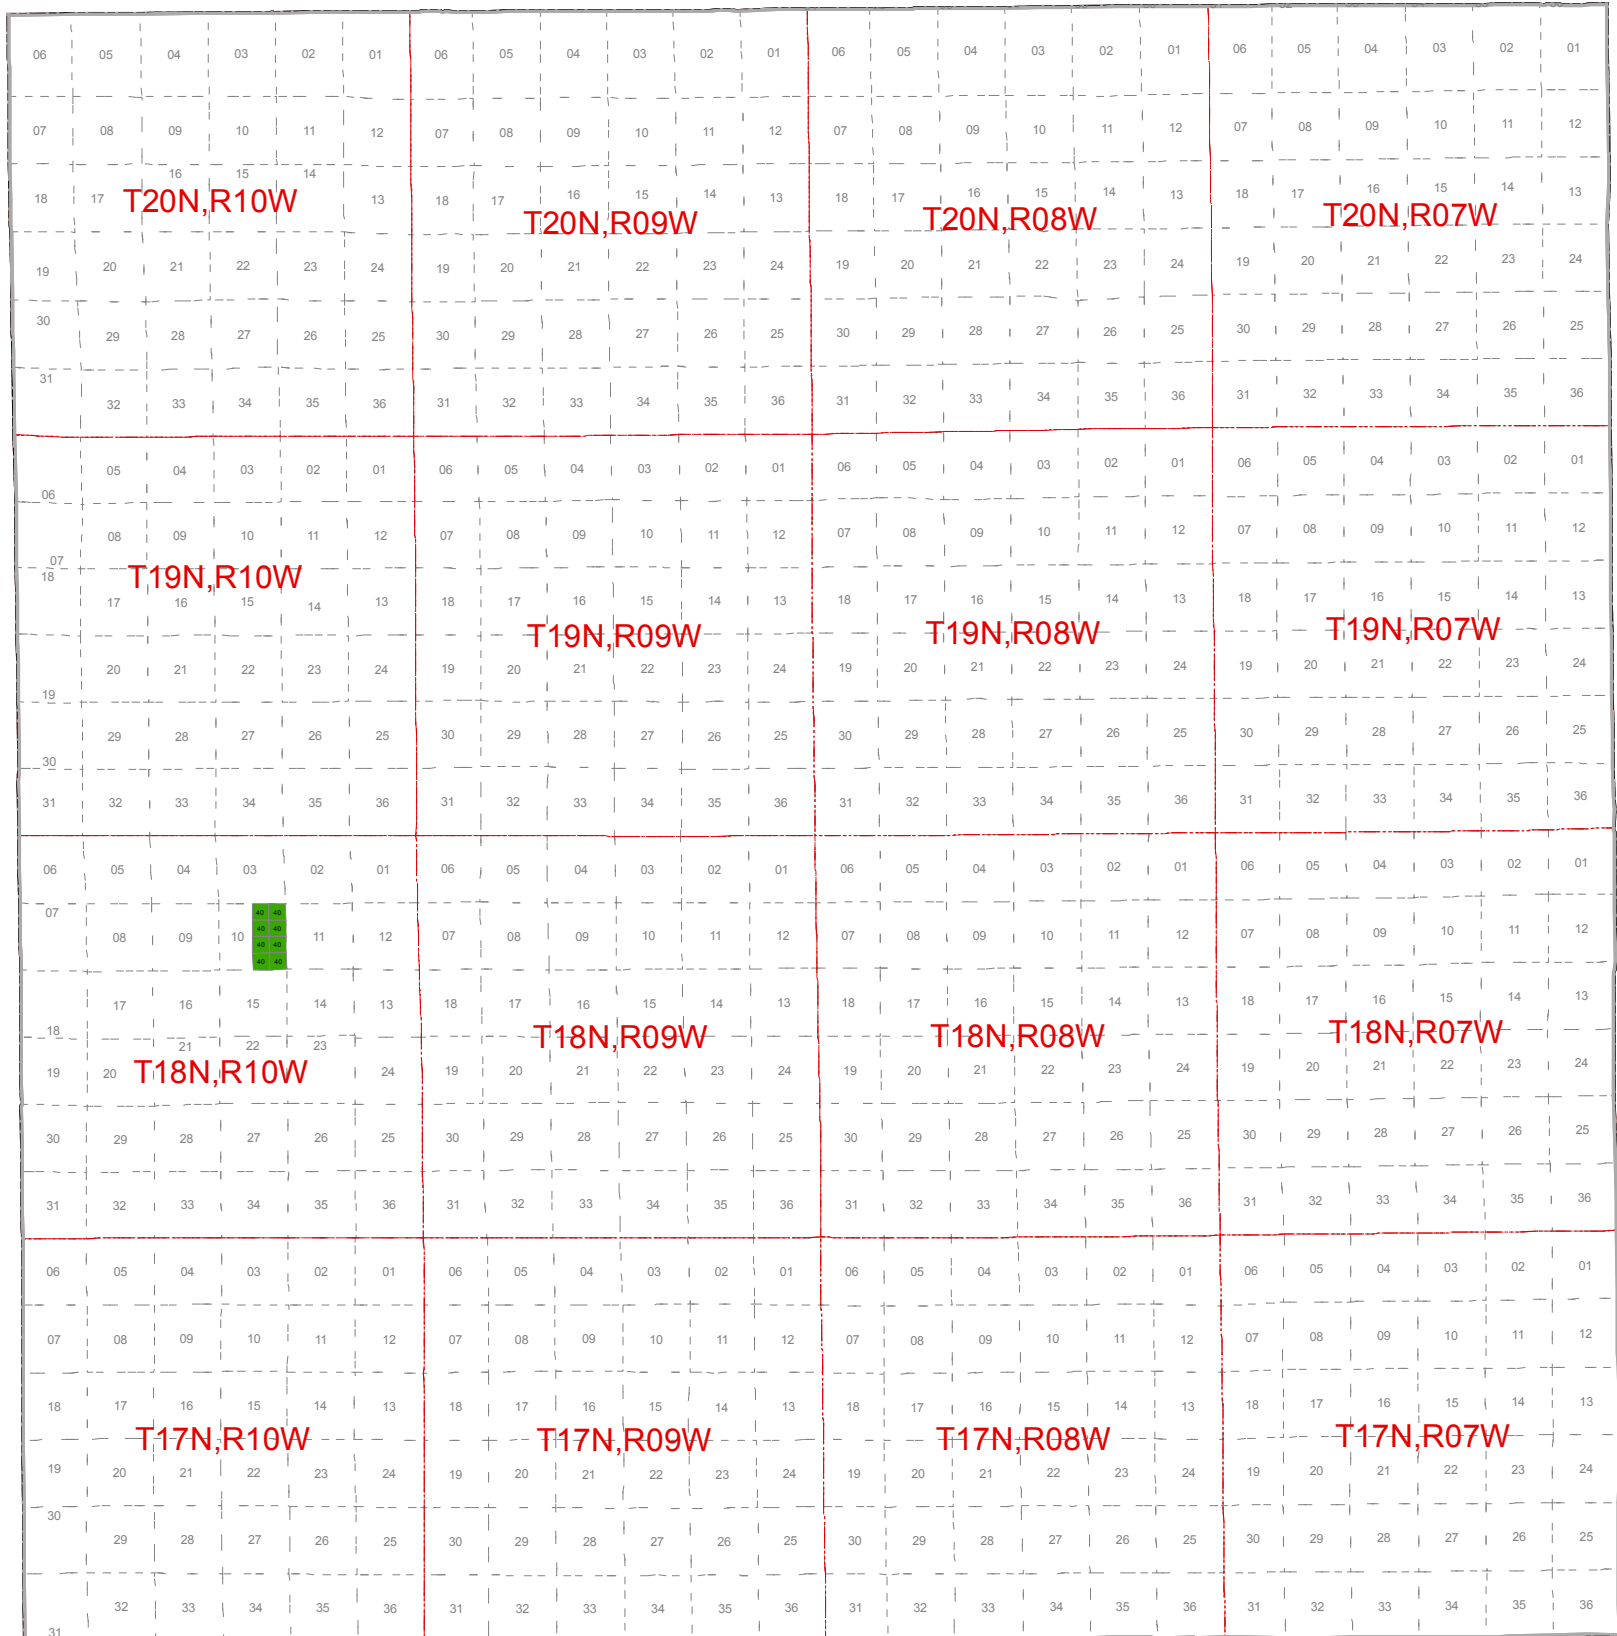 06 05 04 03 02 01 06 05 04 03 02 01 06 05 04 03 02 01 06 05 04 03 02 01
07 08 09 10 11 12 07 08 09 10 11 12 07 08 09 10 11 12 07 08 09 10 11 12
16 15 14
18 17 13 18 17 16 15 14 13 18 17 16 15 14 13 18 17 16 15 14 13
T20N,R10W T20N,R09W T20N,R08W T20N,R07W
19 20 21 22 23 24 19 20 21 22 23 24 19 20 21 22 23 24 19 20 21 22 23 24
30 29 28 27 26 25 30 29 28 27 26 25 30 29 28 27 26 25 30 29 28 27 26 25
31 32 33 34 35 36 31 32 33 34 35 36 31 32 33 34 35 36 31 32 33 34 35 36
06 05 04 03 02 01 06 05 04 03 02 01 06 05 04 03 02 01 06 05 04 03 02 01
07 08 09 10 11 12 07 08 09 10 11 12 07 08 09 10 11 12 07 08 09 10 11 12
T19N,R10W
18 17 16 15 14 13 18 17 16 15 14 13 18 17 16 15 14 13 18 17 16 15 14 13
T19N,R09W T19N,R08W T19N,R07W
19 20 21 22 23 24 19 20 21 22 23 24 19 20 21 22 23 24 19 20 21 22 23 24
30 29 28 27 26 25 30 29 28 27 26 25 30 29 28 27 26 25 30 29 28 27 26 25
31 32 33 34 35 36 31 32 33 34 35 36 31 32 33 34 35 36 31 32 33 34 35 36
06 05 04 03 02 01 06 05 04 03 02 01 06 05 04 03 02 01 06 05 04 03 02 01
40 40
40 40
07 08 09 10 11 12 07 08 09 10 11 12 07 08 09 10 11 12 07 08 09 10 11 12
40 40
40 40
18 17 16 15 14 13 18 17 16 15 14 13 18 17 16 15 14 13 18 17 16 15 14 13
T18N,R09W T18N,R08W T18N,R07W
21 22 23
19 20 T18N,R10W 24 19 20 21 22 23 24 19 20 21 22 23 24 19 20 21 22 23 24
30 29 28 27 26 25 30 29 28 27 26 25 30 29 28 27 26 25 30 29 28 27 26 25
31 32 33 34 35 36 31 32 33 34 35 36 31 32 33 34 35 36 31 32 33 34 35 36
06 05 04 03 02 01 06 05 04 03 02 01 06 05 04 03 02 01 06 05 04 03 02 01
07 08 09 10 11 12 07 08 09 10 11 12 07 08 09 10 11 12 07 08 09 10 11 12
18 17 16 15 14 13 18 17 16 15 14 13 18 17 16 15 14 13 18 17 16 15 14 13
T17N,R10W T17N,R09W T17N,R08W T17N,R07W
19 20 21 22 23 24 19 20 21 22 23 24 19 20 21 22 23 24 19 20 21 22 23 24
30 29 28 27 26 25 30 29 28 27 26 25 30 29 28 27 26 25 30 29 28 27 26 25
31 32 33 34 35 36 31 32 33 34 35 36 31 32 33 34 35 36 31 32 33 34 35 36